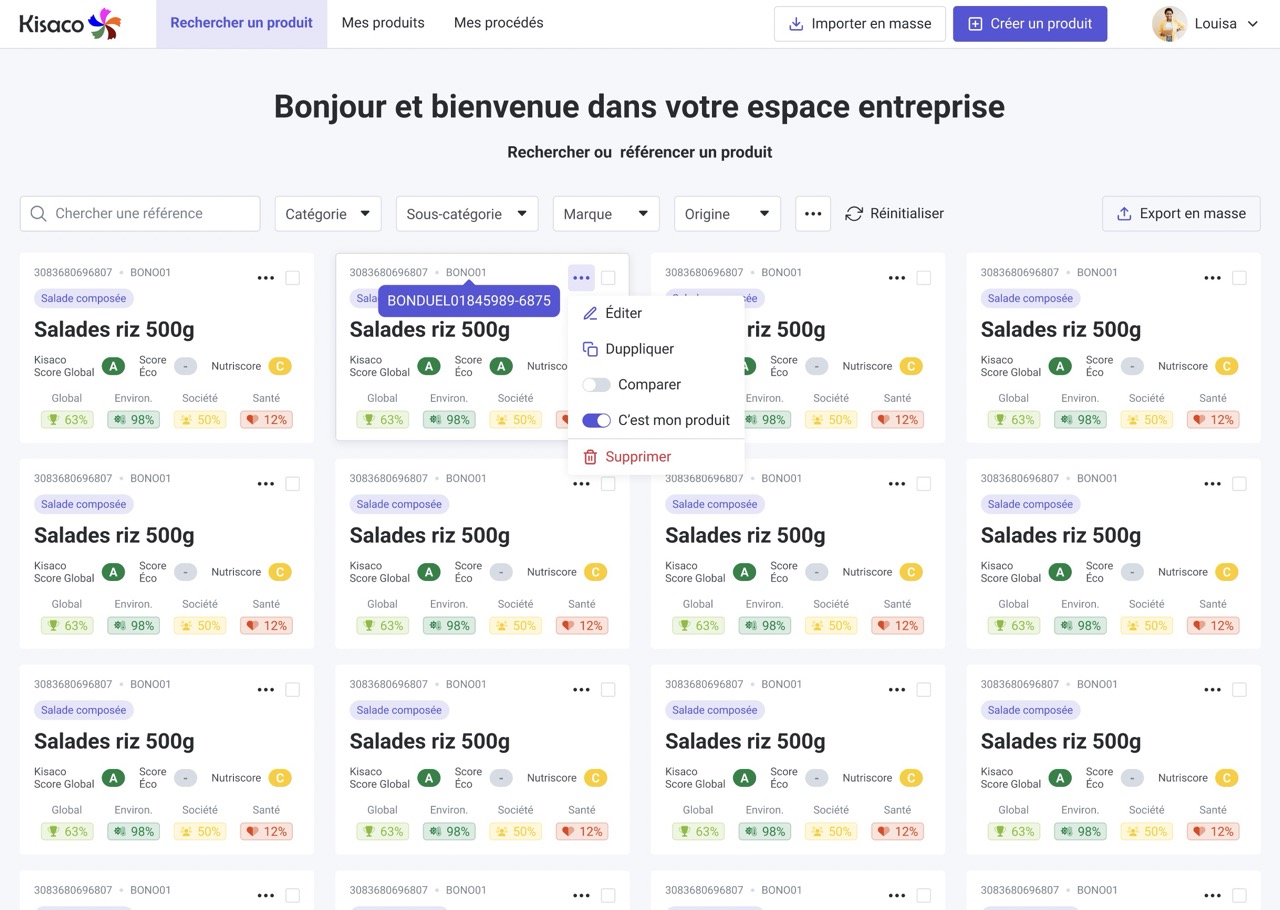 Kisaco
Rechercher un produit
Mes produits
Mes procédés
Importer en masse
Créer un produit
Louisa
Bonjour et bienvenue dans votre espace entreprise
Rechercher ou référencer un produit
Chercher une référence
Catégorie
Sous-catégorie
Marque
Origine
Réinitialiser
Export en masse
3083680696807 • BONO01
Salade composée
Salades riz 500g
Kisaco
Score Global
A
Score
Éco
-
Nutriscore
C
Global Environ. Société Santé
63% 98% 50% 12%
3083680696807 • BONO01
BONDUEL01845989-6875
Sala
Salades riz 500g
Kisaco
Score Global
A
Score
Éco
A
Nutrisco
Global Environ. Société
63% 98% 50%
Éditer
Duppliquer
Comparer
C'est mon produit
Supprimer
3083680696807 • BONO01
ée
riz 500g
A
Score
Éco
-
Nutriscore
C
Environ. Société Santé
98% 50% 12%
3083680696807 • BONO01
Salade composée
Salades riz 500g
Kisaco
Score Global
A
Score
Éco
-
Nutriscore
C
Global Environ. Société Santé
63% 98% 50% 12%
3083680696807 • BONO01
Salade composée
Salades riz 500g
Kisaco
Score Global
A
Score
Éco
-
Nutriscore
C
Global Environ. Société Santé
63% 98% 50% 12%
3083680696807 • BONO01
Salade composée
Salades riz 500g
Kisaco
Score Global
A
Score
Éco
-
Nutriscore
C
Global Environ. Société Santé
63% 98% 50% 12%
3083680696807 • BONO01
Salade composée
Salades riz 500g
Kisaco
Score Global
A
Score
Éco
-
Nutriscore
C
Global Environ. Société Santé
63% 98% 50% 12%
3083680696807 • BONO01
Salade composée
Salades riz 500g
Kisaco
Score Global
A
Score
Éco
-
Nutriscore
C
Global Environ. Société Santé
63% 98% 50% 12%
3083680696807 • BONO01
Salade composée
Salades riz 500g
Kisaco
Score Global
A
Score
Éco
-
Nutriscore
C
Global Environ. Société Santé
63% 98% 50% 12%
3083680696807 • BONO01
Salade composée
Salades riz 500g
Kisaco
Score Global
A
Score
Éco
-
Nutriscore
C
Global Environ. Société Santé
63% 98% 50% 12%
3083680696807 • BONO01
Salade composée
Salades riz 500g
Kisaco
Score Global
A
Score
Éco
-
Nutriscore
C
Global Environ. Société Santé
63% 98% 50% 12%
3083680696807 • BONO01
Salade composée
Salades riz 500g
Kisaco
Score Global
A
Score
Éco
-
Nutriscore
C
Global Environ. Société Santé
63% 98% 50% 12%
3083680696807 • BONO01
3083680696807 • BONO01
3083680696807 • BONO01
3083680696807 • BONO01